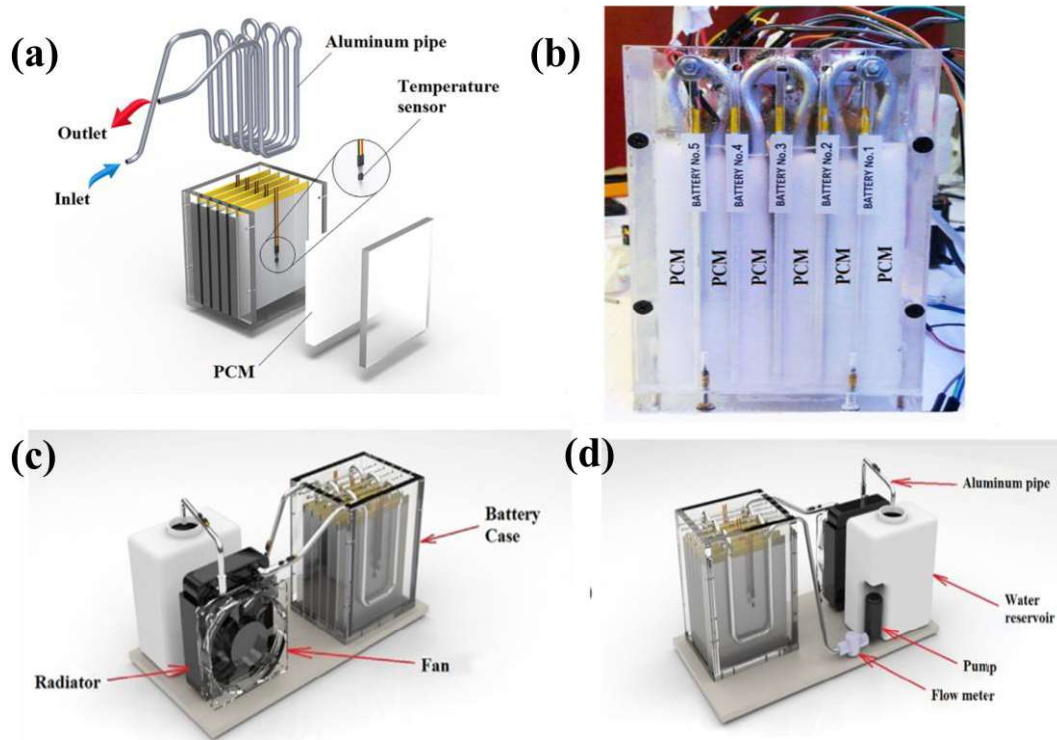 (a)
Aluminum pipe
Temperature
sensor
Outlet
Inlet
PCM
(b)
BATTERY No.5
BATTERY No.4
BATTERY No.3
BATTERY No.2
BATTERY No.1
PCM
PCM
PCM
PCM
PCM
PCM
(c)
Battery
Case
Radiator
Fan
(d)
Aluminum pipe
Water
reservoir
Pump
Flow meter